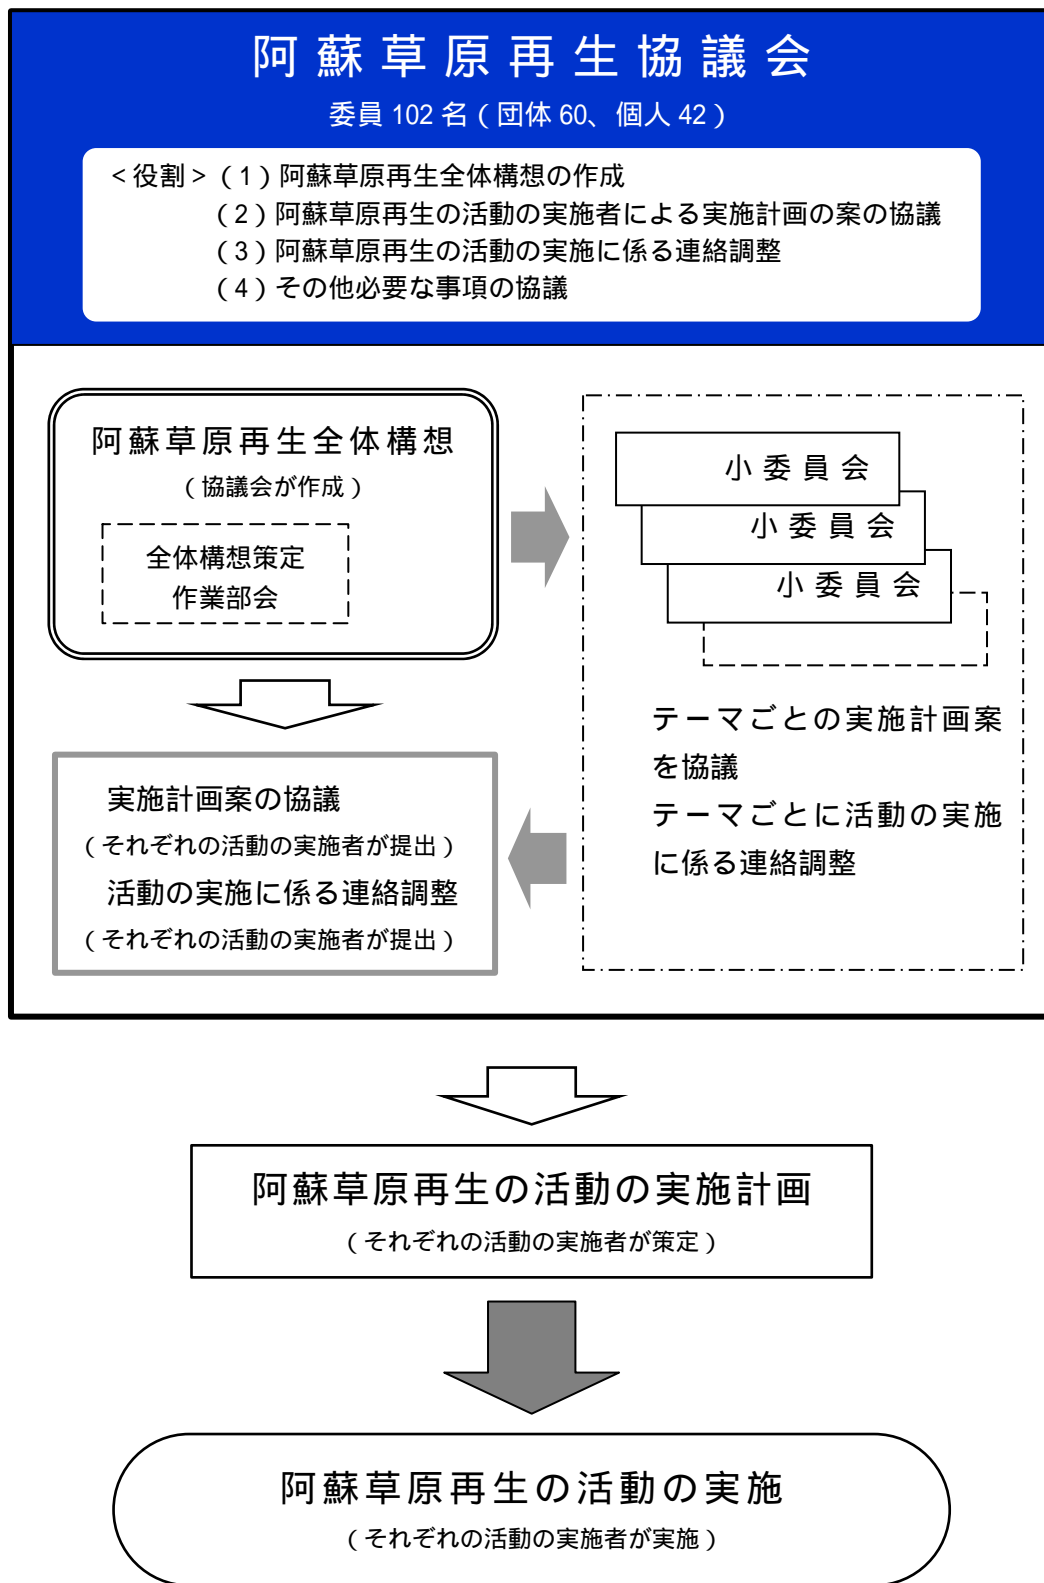 阿蘇草原再生協議会
委員 102 名（団体 60、個人 42）
＜役割＞（1）阿蘇草原再生全体構想の作成
（2）阿蘇草原再生の活動の実施者による実施計画の案の協議
（3）阿蘇草原再生の活動の実施に係る連絡調整
（4）その他必要な事項の協議
阿蘇草原再生全体構想
（協議会が作成）
全体構想策定
作業部会
小委員会
小委員会
小委員会
テーマごとの実施計画案
を協議
テーマごとに活動の実施
に係る連絡調整
実施計画案の協議
（それぞれの活動の実施者が提出）
活動の実施に係る連絡調整
（それぞれの活動の実施者が提出）
阿蘇草原再生の活動の実施計画
（それぞれの活動の実施者が策定）
阿蘇草原再生の活動の実施
（それぞれの活動の実施者が実施）